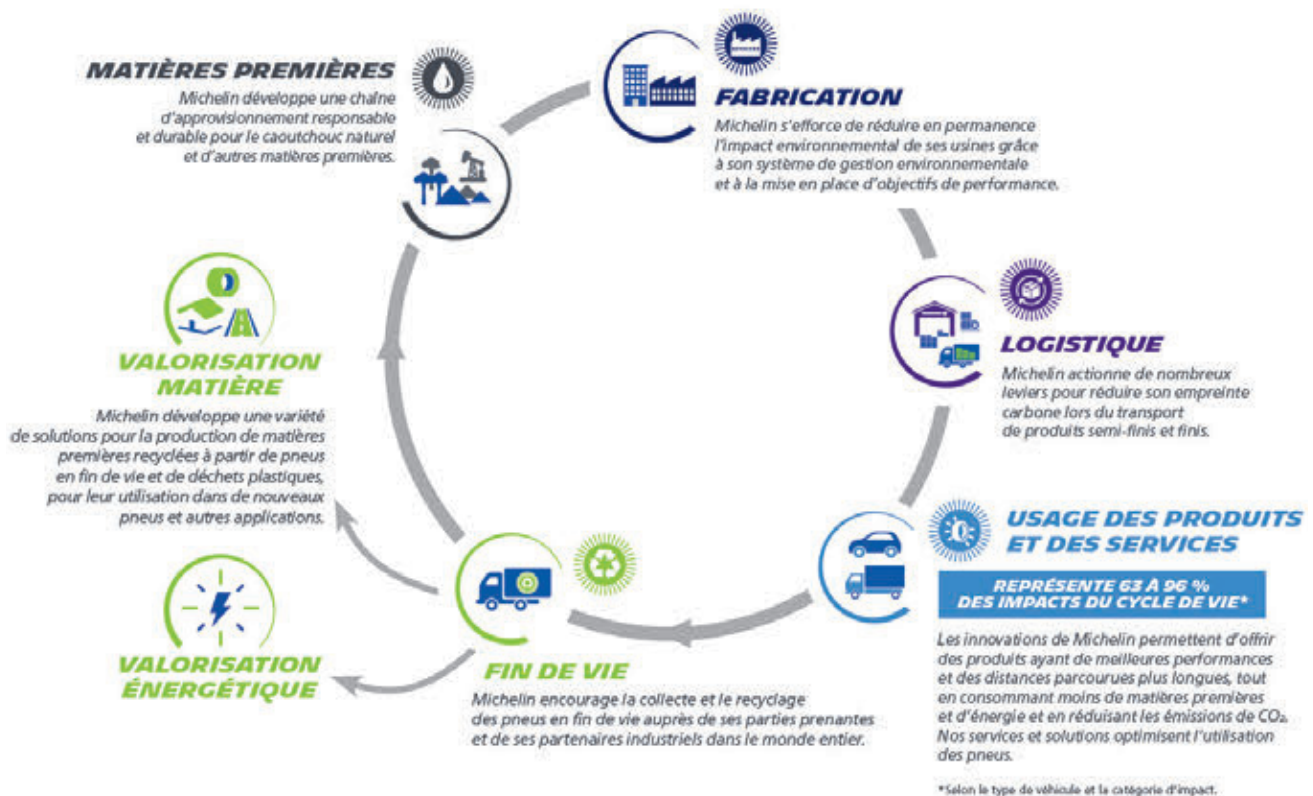 MATIÈRES PREMIÈRES
Michelin développe une chaîne
d'approvisionnement responsable
et durable pour le caoutchouc naturel
et d'autres matières premières.
FABRICATION
Michelin s'efforce de réduire en permanence
l'impact environnemental de ses usines grâce
à son système de gestion environnementale
et à la mise en place d'objectifs de performance.
LOGISTIQUE
Michelin actionne de nombreux
leviers pour réduire son empreinte
carbone lors du transport
de produits semi-finis et finis.
USAGE DES PRODUITS
ET DES SERVICES
REPRÉSENTE 63 À 96 %
DES IMPACTS DU CYCLE DE VIE*
Les innovations de Michelin permettent d'offrir
des produits ayant de meilleures performances
et des distances parcourues plus longues, tout
en consommant moins de matières premières
et d'énergie et en réduisant les émissions de CO₂.
Nos services et solutions optimisent l'utilisation
des pneus.
*Selon le type de véhicule et la catégorie d'impact.
FIN DE VIE
Michelin encourage la collecte et le recyclage
des pneus en fin de vie auprès de ses parties prenantes
et de ses partenaires industriels dans le monde entier.
VALORISATION
MATIÈRE
Michelin développe une variété
de solutions pour la production de matières
premières recyclées à partir de pneus
en fin de vie et de déchets plastiques,
pour leur utilisation dans de nouveaux
pneus et autres applications.
VALORISATION
ÉNERGÉTIQUE